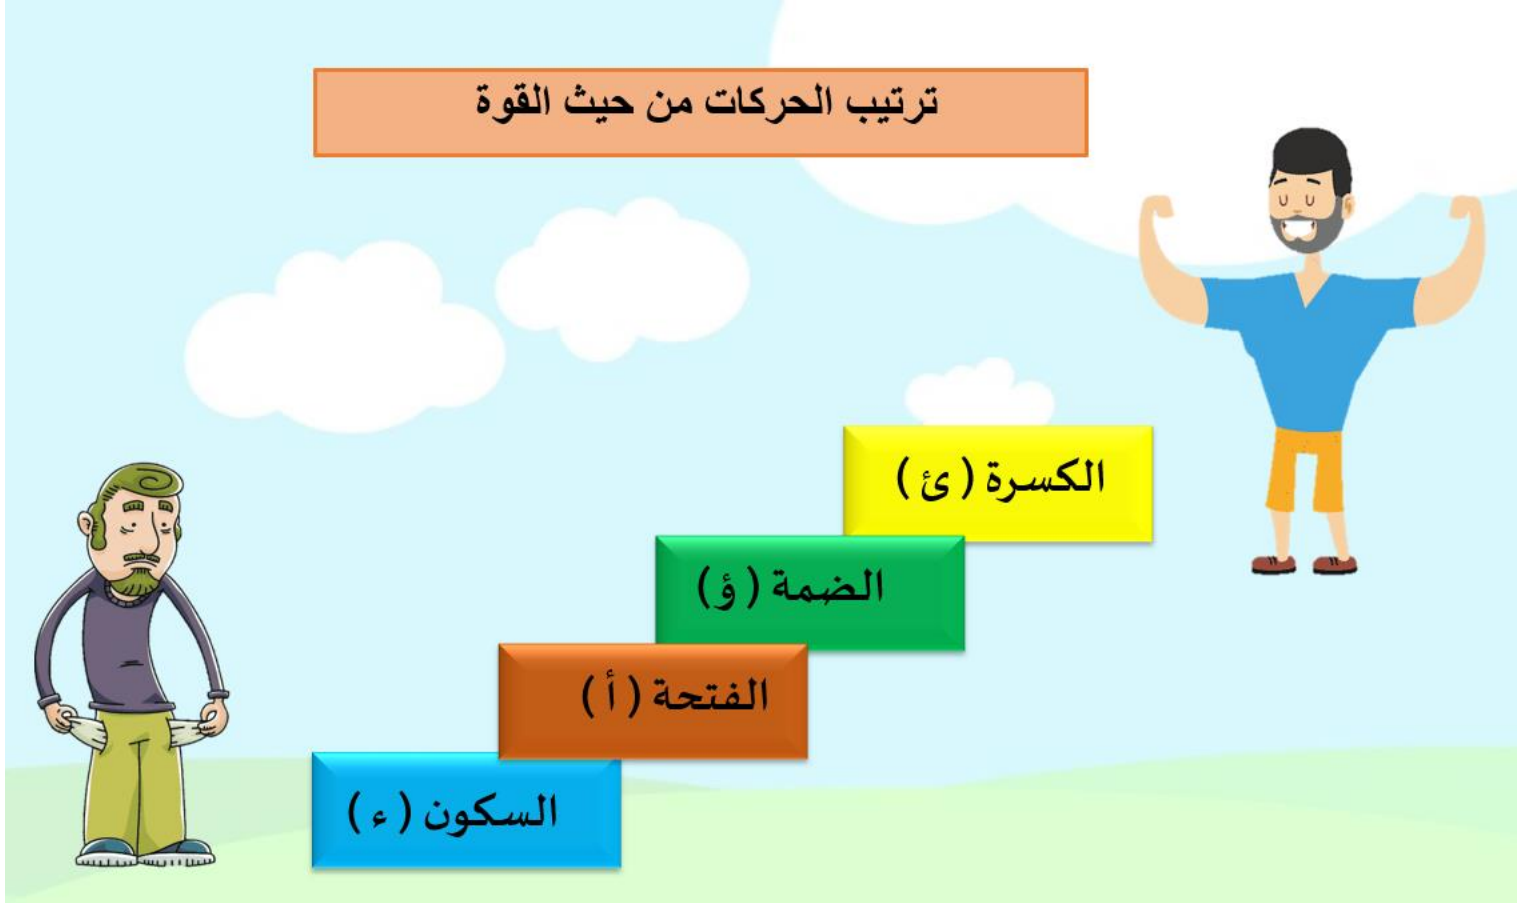 ترتيب الحركات من حيث القوة
الكسرة ( ئ )
الضمة ( ؤ )
الفتحة ( أ )
السكون ( ء )